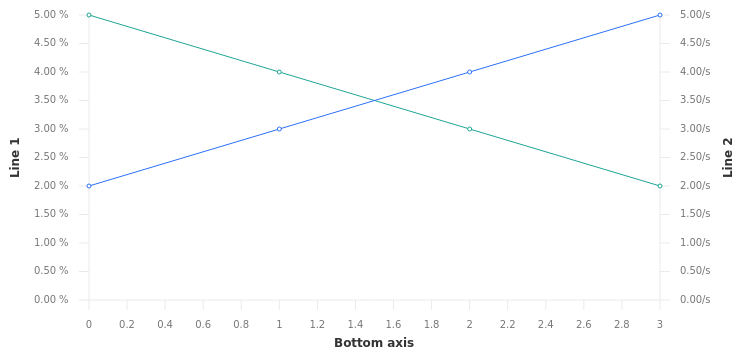 5.00 % 5.00/s
4.50 % 4.50/s
4.00 % 4.00/s
3.50 % 3.50/s
3.00 % 3.00/s
2.50 % 2.50/s
2.00 % 2.00/s
1.50 % 1.50/s
1.00 % 1.00/s
0.50 % 0.50/s
0.00 % 0.00/s
Line 1
Line 2
0 0.2 0.4 0.6 0.8 1 1.2 1.4 1.6 1.8 2 2.2 2.4 2.6 2.8 3
Bottom axis